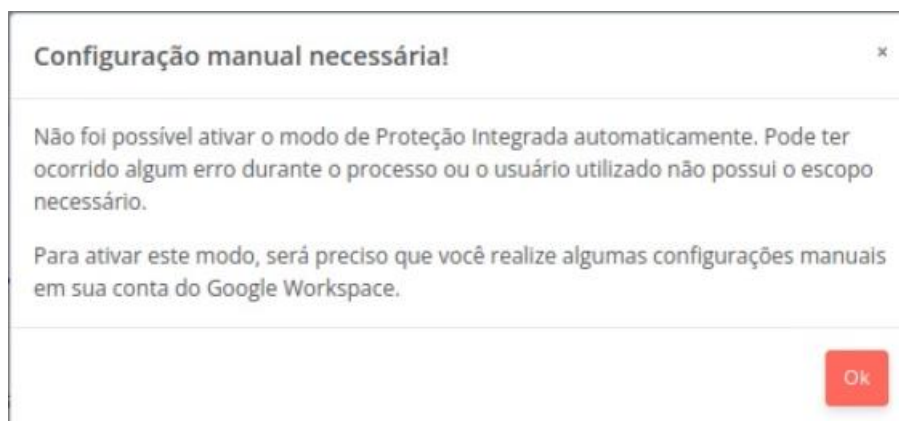 Configuração manual necessária!
×
Não foi possível ativar o modo de Proteção Integrada automaticamente. Pode ter
ocorrido algum erro durante o processo ou o usuário utilizado não possui o escopo
necessário.
Para ativar este modo, será preciso que você realize algumas configurações manuais
em sua conta do Google Workspace.
Ok